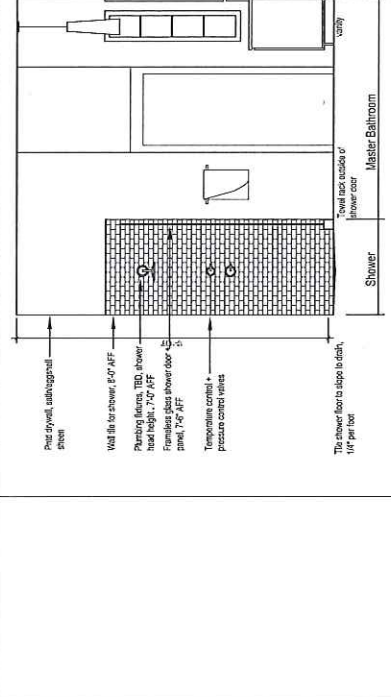 Pntd drywall, satin/eggshell
sheen
Wall tile for shower, 8'-0" AFF
Plumbing fixtures, TBD, shower
head height, 7'-0" AFF
Frameless glass shower door +
panel, 7'-6" AFF
Temperature control +
pressure control valves
Tile shower floor to slope to drain,
1/4" per foot
Towel rack outside of
shower door
vanity
Shower
Master Bathroom